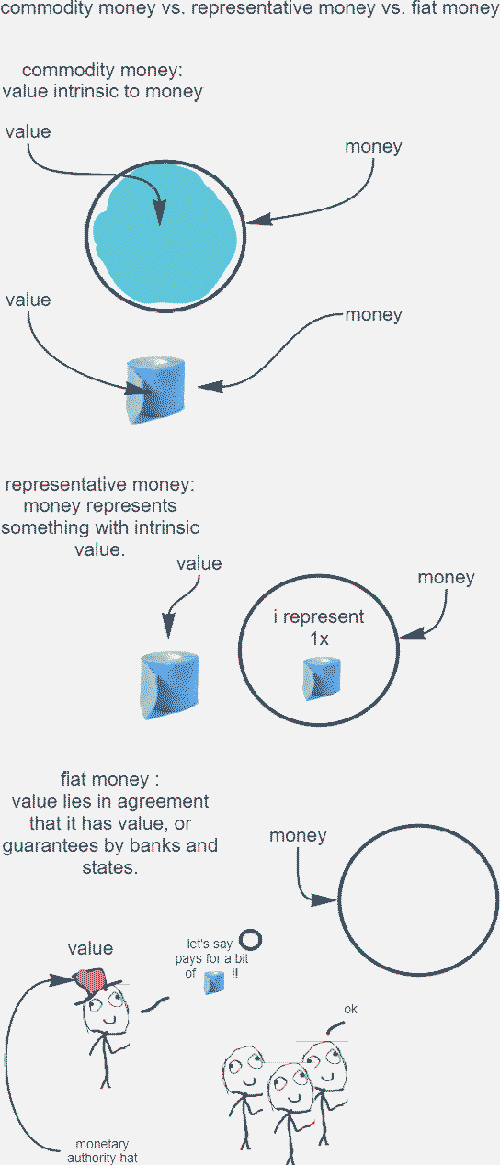 commodity money vs. representative money vs. fiat money
commodity money:
value intrinsic to money
value
money
value
money
representative money:
money represents
something with intrinsic
value.
value
money
i represent
1x
fiat money :
value lies in agreement
that it has value, or
guarantees by banks and
states.
money
value
let's say
pays for a bit
of !!
ok
monetary
authority hat